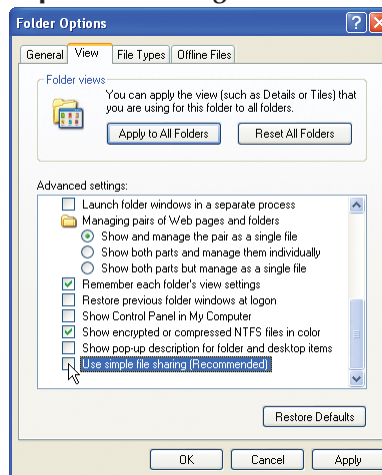 Folder Options
General View File Types Offline Files
Folder views
You can apply the view (such as Details or Tiles) that
you are using for this folder to all folders.
Apply to All Folders Reset All Folders
Advanced settings:
Launch folder windows in a separate process
Managing pairs of Web pages and folders
Show and manage the pair as a single file
Show both parts and manage them individually
Show both parts but manage as a single file
Remember each folder's view settings
Restore previous folder windows at logon
Show Control Panel in My Computer
Show encrypted or compressed NTFS files in color
Show pop-up description for folder and desktop items
Use simple file sharing (Recommended)
Restore Defaults
OK Cancel Apply